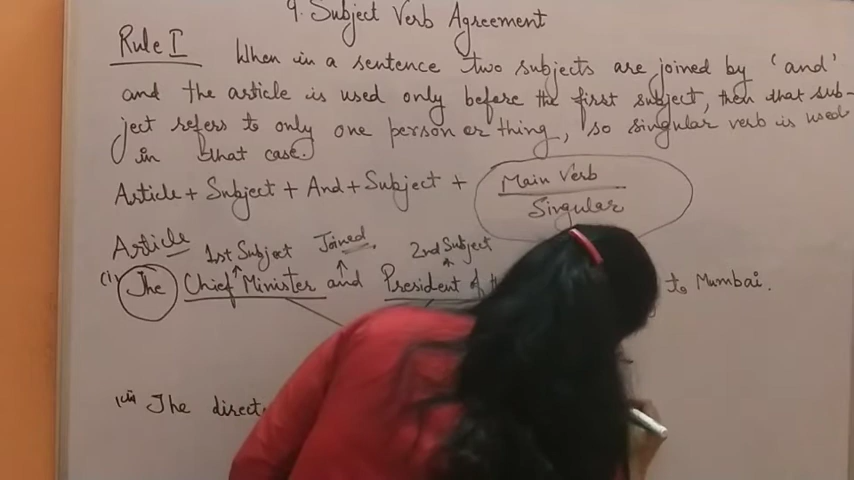 9. Subject Verb Agreement
Rule I When in a sentence two subjects are joined by 'and'
and the article is used only before the first subject, then that sub-
ject refers to only one person or thing, so singular verb is used
in that case.
Article + Subject + And + Subject + Main Verb
Singular
Article 1st Subject Joined. 2nd Subject
(i) The Chief Minister and President of to Mumbai.
(ii) The direct